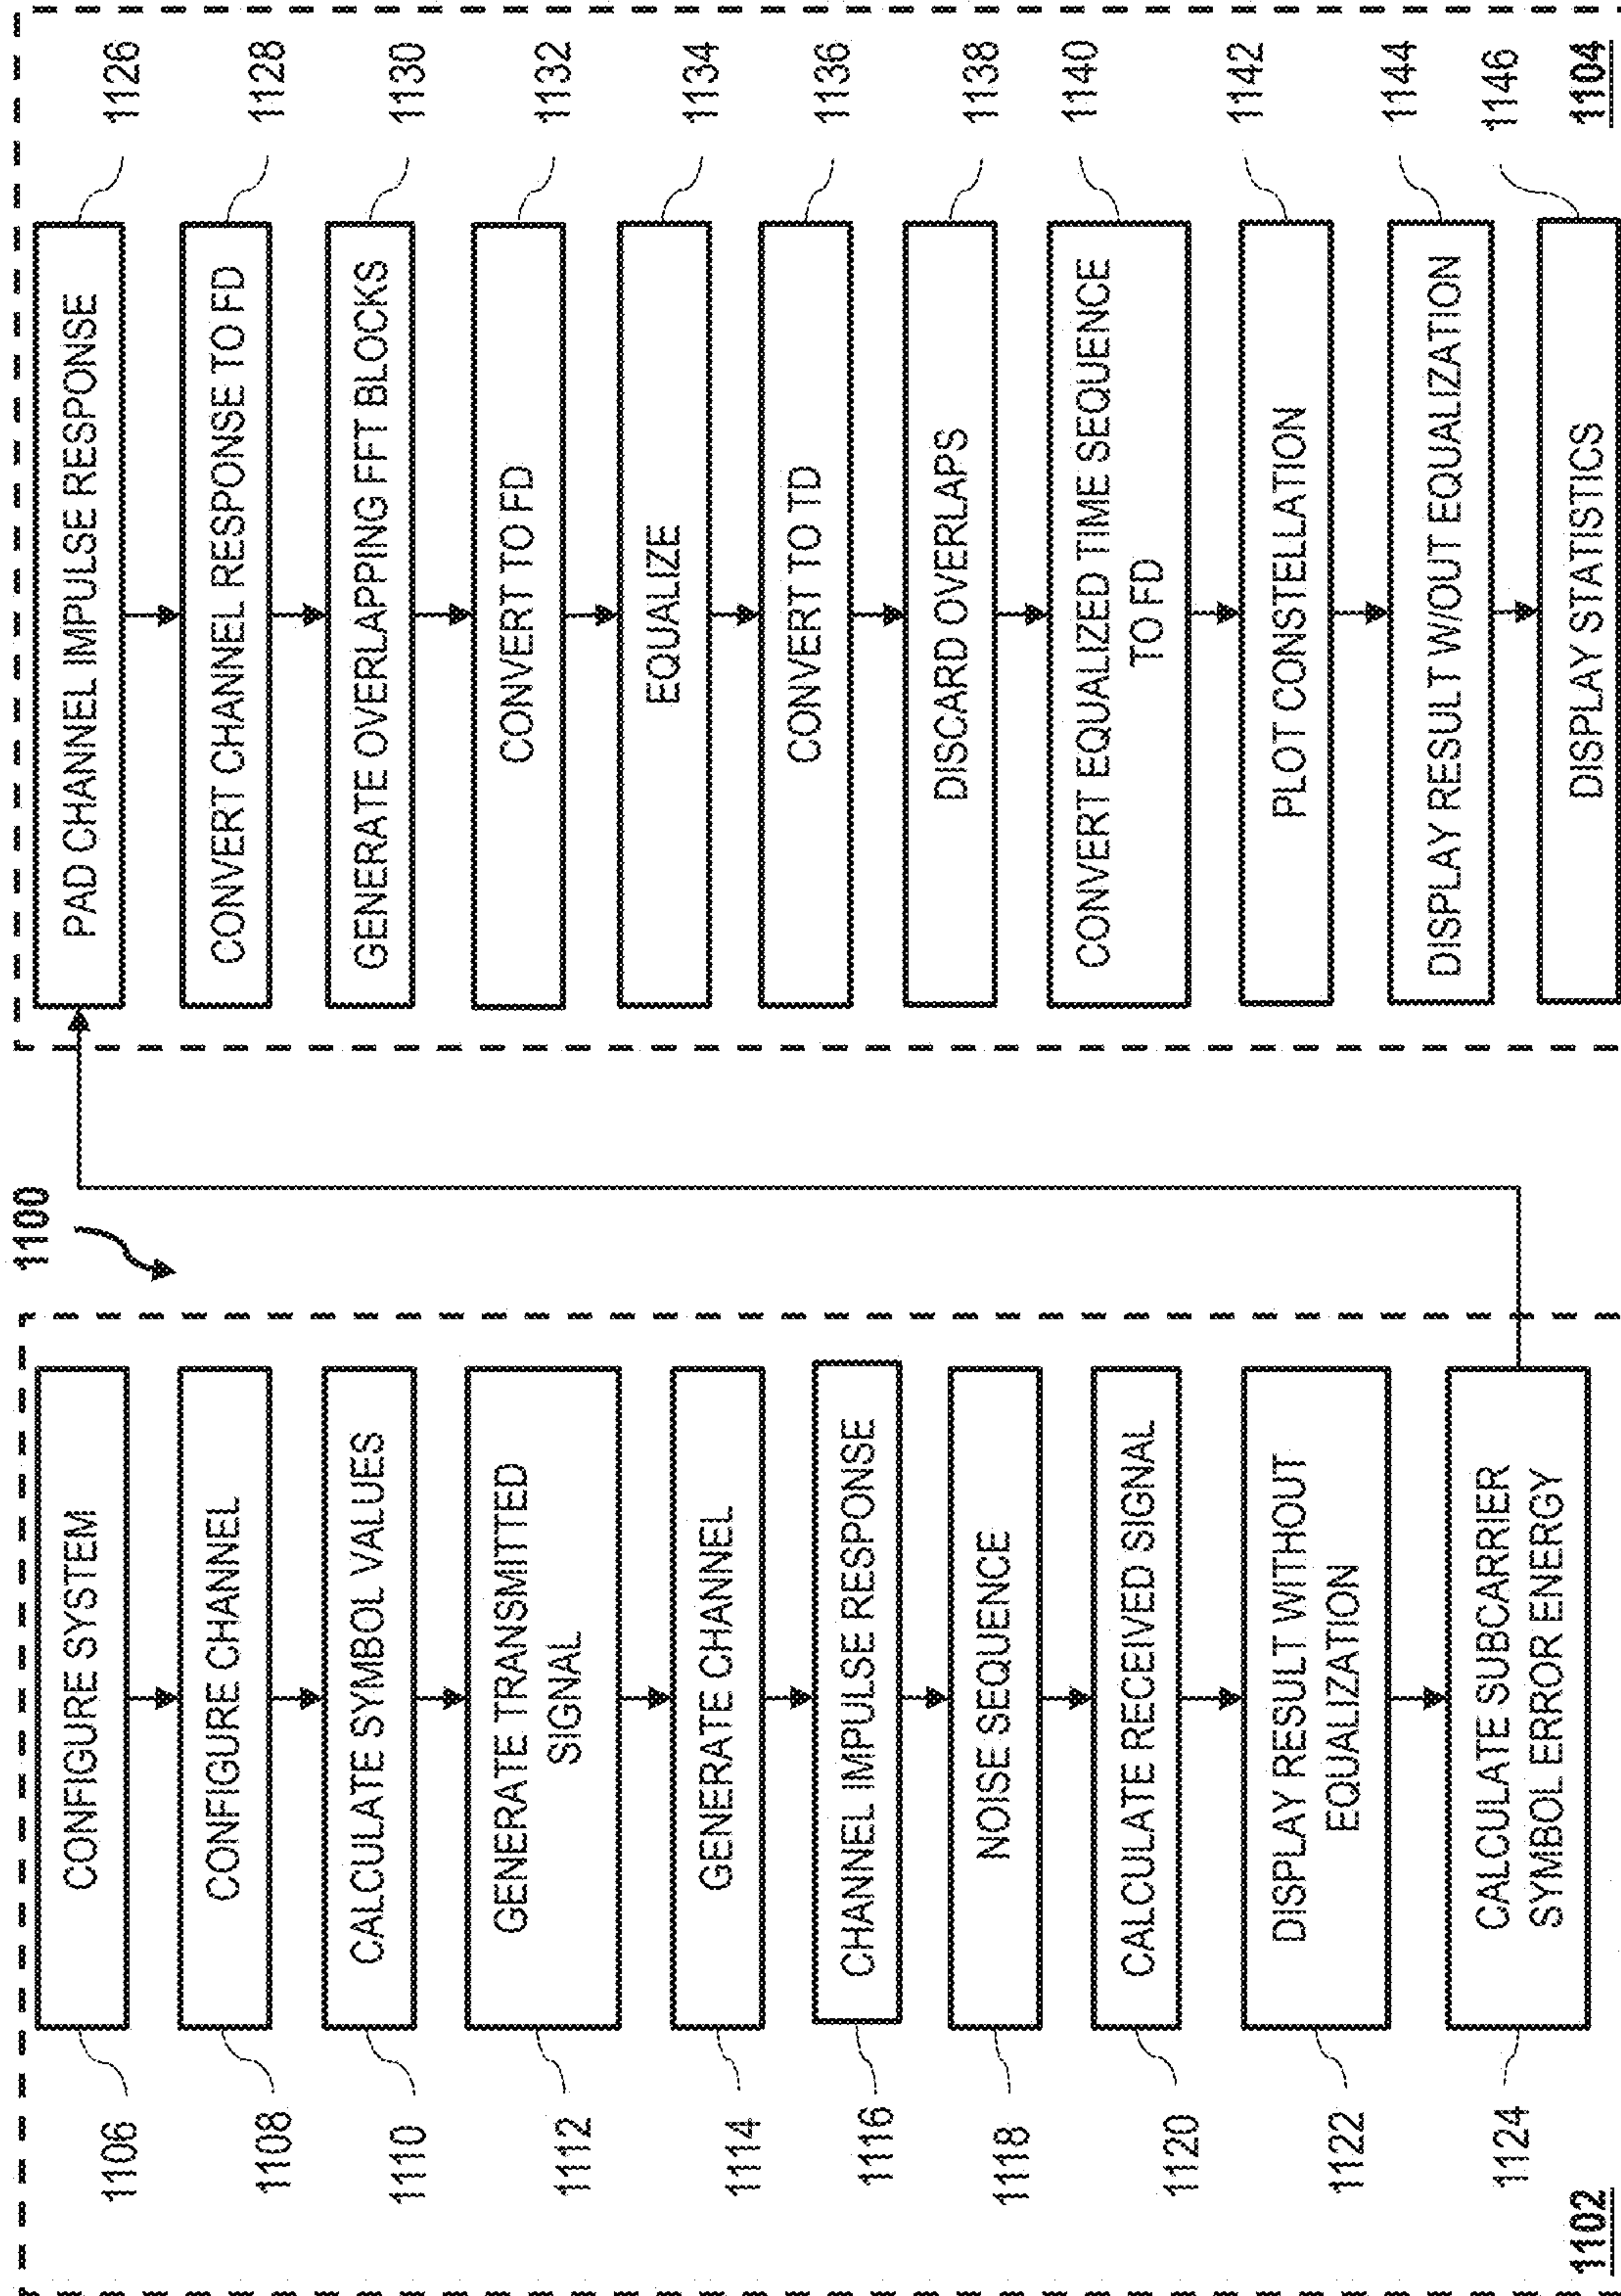 1100
1106
CONFIGURE SYSTEM
1108
CONFIGURE CHANNEL
1110
CALCULATE SYMBOL VALUES
1112
GENERATE TRANSMITTED
SIGNAL
1114
GENERATE CHANNEL
1116
CHANNEL IMPULSE RESPONSE
1118
NOISE SEQUENCE
1120
CALCULATE RECEIVED SIGNAL
1122
DISPLAY RESULT WITHOUT
EQUALIZATION
1124
CALCULATE SUBCARRIER
SYMBOL ERROR ENERGY
1102
PAD CHANNEL IMPULSE RESPONSE
1126
CONVERT CHANNEL RESPONSE TO FD
1128
GENERATE OVERLAPPING FFT BLOCKS
1130
CONVERT TO FD
1132
EQUALIZE
1134
CONVERT TO TD
1136
DISCARD OVERLAPS
1138
CONVERT EQUALIZED TIME SEQUENCE
TO FD
1140
PLOT CONSTELLATION
1142
DISPLAY RESULT W/OUT EQUALIZATION
1144
DISPLAY STATISTICS
1146
1104